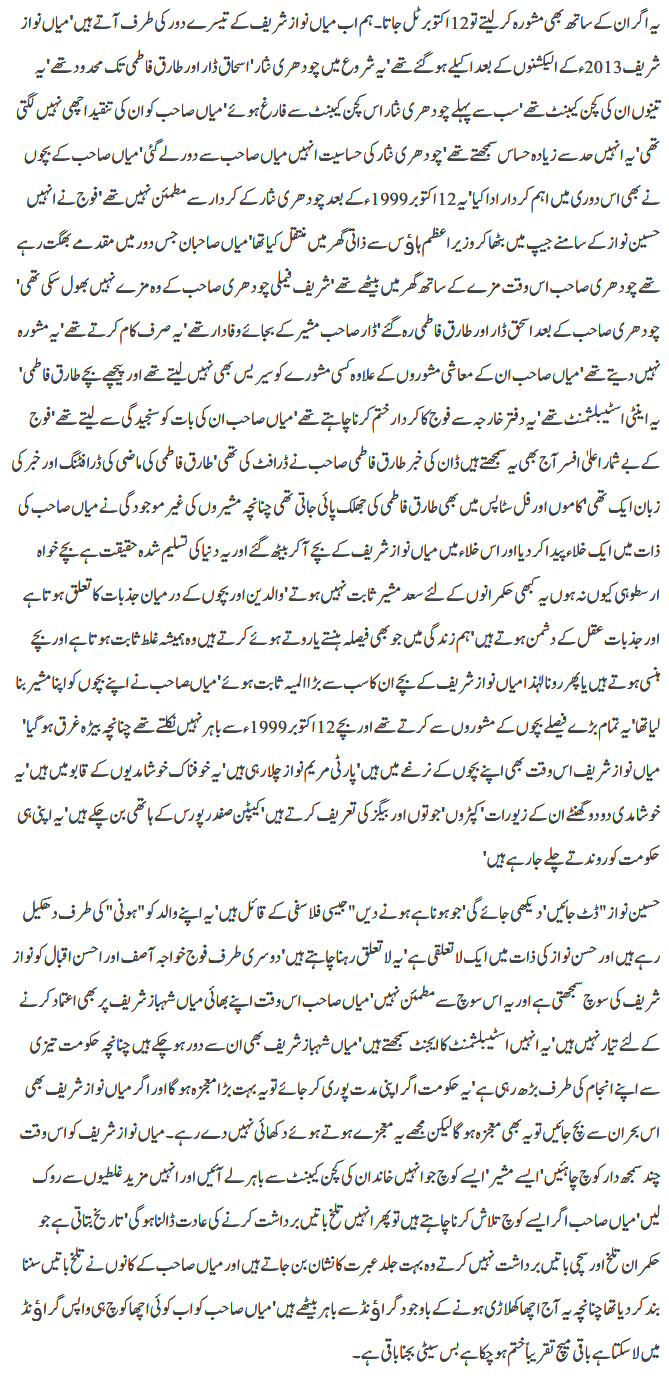 یہ اگر ان کے ساتھ بھی مشورہ کر لیتے تو 12 اکتوبر ٹل جاتا۔ ہم اب میاں نواز شریف کے تیسرے دور کی طرف آتے ہیں' میاں نواز
شریف 2013ء کے الیکشنوں کے بعد اکیلے ہو گئے تھے' یہ شروع میں چودھری نثار' اسحاق ڈار اور طارق فاطمی تک محدود تھے' یہ
تینوں ان کی کچن کیبنٹ تھے' سب سے پہلے چودھری نثار اس کچن کیبنٹ سے فارغ ہوئے' میاں صاحب کو ان کی تنقید اچھی نہیں لگتی
تھی' یہ انہیں حد سے زیادہ حساس سمجھتے تھے' چودھری نثار کی حساسیت انہیں میاں صاحب سے دور لے گئی' میاں صاحب کے بچوں
نے بھی اس دوری میں اہم کردار ادا کیا' یہ 12 اکتوبر 1999ء کے بعد چودھری نثار کے کردار سے مطمئن نہیں تھے' فوج نے انہیں
حسین نواز کے سامنے جیپ میں بٹھا کر وزیراعظم ہاؤس سے ذاتی گھر میں منتقل کیا تھا' میاں صاحبان جس دور میں مقدمے بھگت رہے
تھے چودھری صاحب اس وقت مزے کے ساتھ گھر میں بیٹھے تھے' شریف فیملی چودھری صاحب کے وہ مزے نہیں بھول سکی تھی'
چودھری صاحب کے بعد اسحق ڈار اور طارق فاطمی رہ گئے' ڈار صاحب مشیر کے بجائے وفادار تھے' یہ صرف کام کرتے تھے' یہ مشورہ
نہیں دیتے تھے' میاں صاحب ان کے معاشی مشوروں کے علاوہ کسی مشورے کو سیریس بھی نہیں لیتے تھے اور پیچھے بچے طارق فاطمی'
یہ اینٹی اسٹیبلشمنٹ تھے' یہ دفتر خارجہ سے فوج کا کردار ختم کرنا چاہتے تھے' میاں صاحب ان کی بات کو سنجیدگی سے لیتے تھے' فوج
کے بے شمار اعلیٰ افسر آج بھی یہ سمجھتے ہیں ڈان کی خبر طارق فاطمی صاحب نے ڈرافٹ کی تھی' طارق فاطمی کی ماضی کی ڈرافٹنگ اور خبر کی
زبان ایک تھی' کاموں اور فل سٹاپس میں بھی طارق فاطمی کی جھلک پائی جاتی تھی چنانچہ مشیروں کی غیر موجودگی نے میاں صاحب کی
ذات میں ایک خلاء پیدا کر دیا اور اس خلاء میں میاں نواز شریف کے بچے آ کر بیٹھ گئے اور یہ دنیا کی تسلیم شدہ حقیقت ہے بچے خواہ
ارسطو ہی کیوں نہ ہوں یہ کبھی حکمرانوں کے لئے سعد مشیر ثابت نہیں ہوتے' والدین اور بچوں کے درمیان جذبات کا تعلق ہوتا ہے
اور جذبات عقل کے دشمن ہوتے ہیں' ہم زندگی میں جو بھی فیصلہ ہنستے یا روتے ہوئے کرتے ہیں وہ ہمیشہ غلط ثابت ہوتا ہے اور بچے
ہنسی ہوتے ہیں یا پھر رونا لہٰذا میاں نواز شریف کے بچے ان کا سب سے بڑا المیہ ثابت ہوئے' میاں صاحب نے اپنے بچوں کو اپنا مشیر بنا
لیا تھا' یہ تمام بڑے فیصلے بچوں کے مشوروں سے کرتے تھے اور بچے 12 اکتوبر 1999ء سے باہر نہیں نکلتے تھے چنانچہ بیڑہ غرق ہو گیا'
میاں نواز شریف اس وقت بھی اپنے بچوں کے نرغے میں ہیں' پارٹی مریم نواز چلا رہی ہیں' یہ خوفناک خوشامدیوں کے قابو میں ہیں' یہ
خوشامدی دو دو گھنٹے ان کے زیورات' کپڑوں' جوتوں اور بیگز کی تعریف کرتے ہیں' کیپٹن صفدر پورس کے ہاتھی بن چکے ہیں' یہ اپنی ہی
حکومت کو روندتے چلے جا رہے ہیں'
حسین نواز "ڈٹ جائیں' دیکھی جائے گی' جو ہونا ہے ہونے دیں" جیسی فلاسفی کے قائل ہیں' یہ اپنے والد کو "ہونی" کی طرف دھکیل
رہے ہیں اور حسن نواز کی ذات میں ایک لا تعلقی ہے' یہ لا تعلق رہنا چاہتے ہیں' دوسری طرف فوج خواجہ آصف اور احسن اقبال کو نواز
شریف کی سوچ سمجھتی ہے اور یہ اس سوچ سے مطمئن نہیں' میاں صاحب اس وقت اپنے بھائی میاں شہباز شریف پر بھی اعتماد کرنے
کے لئے تیار نہیں ہیں' یہ انہیں اسٹیبلشمنٹ کا ایجنٹ سمجھتے ہیں' میاں شہباز شریف بھی ان سے دور ہو چکے ہیں چنانچہ حکومت تیزی
سے اپنے انجام کی طرف بڑھ رہی ہے' یہ حکومت اگر اپنی مدت پوری کر جائے تو یہ بہت بڑا معجزہ ہو گا اور اگر میاں نواز شریف بھی
اس بحران سے بچ جائیں تو یہ بھی معجزہ ہو گا لیکن مجھے یہ معجزے ہوتے ہوئے دکھائی نہیں دے رہے۔ میاں نواز شریف کو اس وقت
چند سمجھ دار کوچ چاہئیں' ایسے مشیر' ایسے کوچ جو انہیں خاندان کی کچن کیبنٹ سے باہر لے آئیں اور انہیں مزید غلطیوں سے روک
لیں' میاں صاحب اگر ایسے کوچ تلاش کرنا چاہتے ہیں تو پھر انہیں تلخ باتیں برداشت کرنے کی عادت ڈالنا ہو گی' تاریخ بتاتی ہے جو
حکمران تلخ اور سچی باتیں برداشت نہیں کرتے وہ بہت جلد عبرت کا نشان بن جاتے ہیں اور میاں صاحب کے کانوں نے تلخ باتیں سننا
بند کر دیا تھا چنانچہ یہ آج اچھا کھلاڑی ہونے کے باوجود گراؤنڈ سے باہر بیٹھے ہیں' میاں صاحب کو اب کوئی اچھا کوچ ہی واپس گراؤنڈ
میں لا سکتا ہے باقی میچ تقریباً ختم ہو چکا ہے بس سیٹی بجنا باقی ہے۔